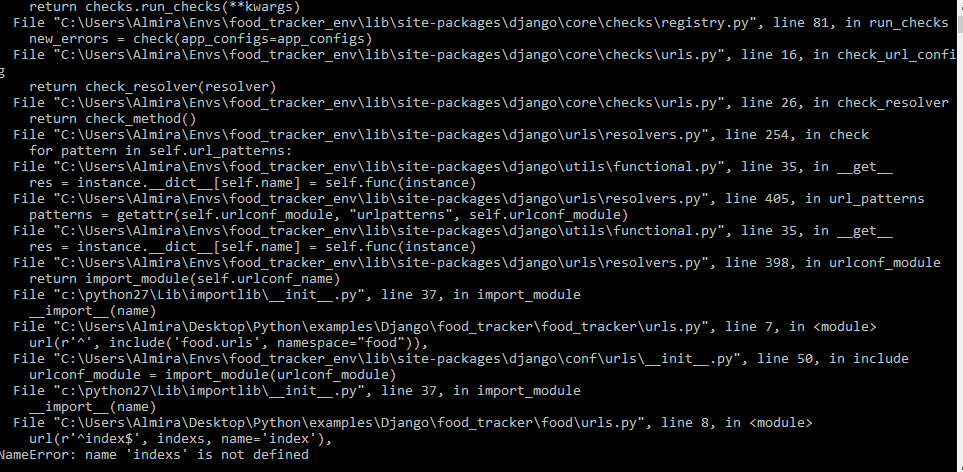 return checks.run_checks(**kwargs)
File "C:\Users\Almira\Envs\food_tracker_env\lib\site-packages\django\core\checks\registry.py", line 81, in run_checks
new_errors = check(app_configs=app_configs)
File "C:\Users\Almira\Envs\food_tracker_env\lib\site-packages\django\core\checks\urls.py", line 16, in check_url_confi
g
return check_resolver(resolver)
File "C:\Users\Almira\Envs\food_tracker_env\lib\site-packages\django\core\checks\urls.py", line 26, in check_resolver
return check_method()
File "C:\Users\Almira\Envs\food_tracker_env\lib\site-packages\django\urls\resolvers.py", line 254, in check
for pattern in self.url_patterns:
File "C:\Users\Almira\Envs\food_tracker_env\lib\site-packages\django\utils\functional.py", line 35, in __get__
res = instance.__dict__[self.name] = self.func(instance)
File "C:\Users\Almira\Envs\food_tracker_env\lib\site-packages\django\urls\resolvers.py", line 405, in url_patterns
patterns = getattr(self.urlconf_module, "urlpatterns", self.urlconf_module)
File "C:\Users\Almira\Envs\food_tracker_env\lib\site-packages\django\utils\functional.py", line 35, in __get__
res = instance.__dict__[self.name] = self.func(instance)
File "C:\Users\Almira\Envs\food_tracker_env\lib\site-packages\django\urls\resolvers.py", line 398, in urlconf_module
return import_module(self.urlconf_name)
File "c:\python27\Lib\importlib\__init__.py", line 37, in import_module
__import__(name)
File "C:\Users\Almira\Desktop\Python\examples\Django\food_tracker\food_tracker\urls.py", line 7, in <module>
url(r'^', include('food.urls', namespace="food")),
File "C:\Users\Almira\Envs\food_tracker_env\lib\site-packages\django\conf\urls\__init__.py", line 50, in include
urlconf_module = import_module(urlconf_module)
File "c:\python27\Lib\importlib\__init__.py", line 37, in import_module
__import__(name)
File "C:\Users\Almira\Desktop\Python\examples\Django\food_tracker\food\urls.py", line 8, in <module>
url(r'^index$', indexs, name='index'),
NameError: name 'indexs' is not defined